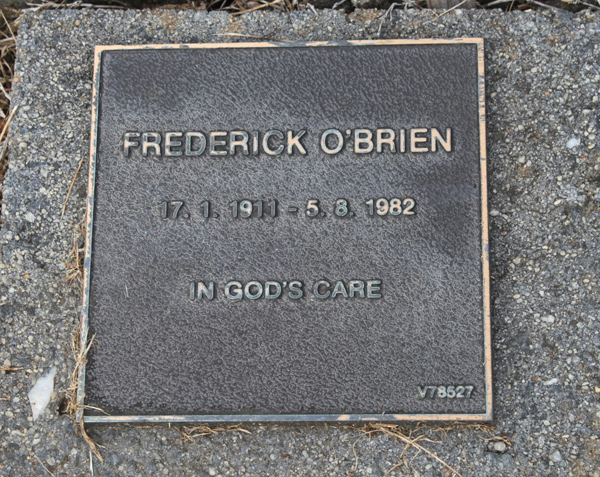 FREDERICK O'BRIEN
17. 1. 1911 - 5. 8. 1982
IN GOD'S CARE
V78527